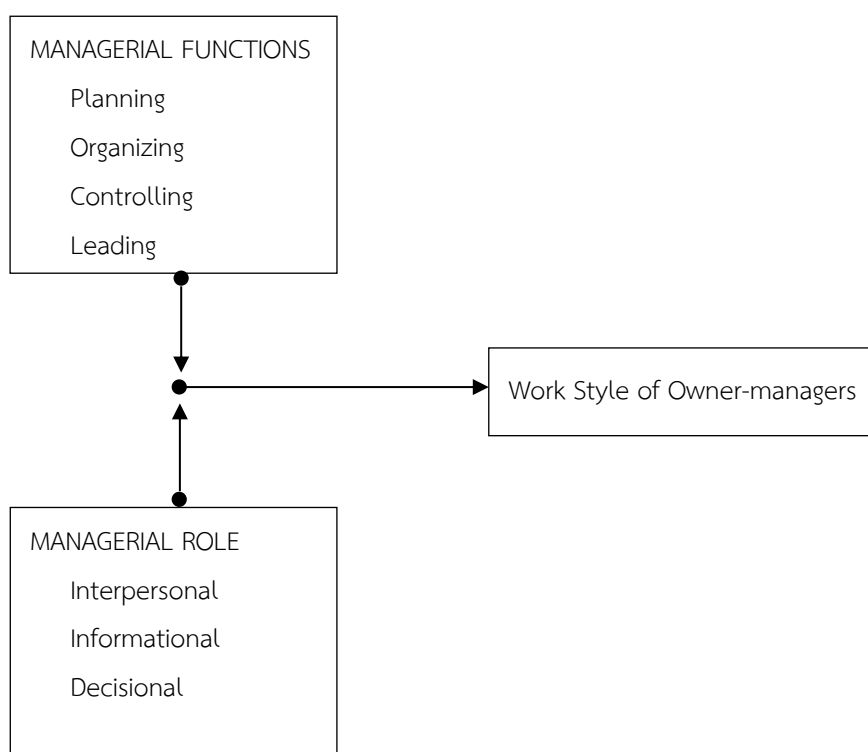 MANAGERIAL FUNCTIONS
Planning
Organizing
Controlling
Leading
Work Style of Owner-managers
MANAGERIAL ROLE
Interpersonal
Informational
Decisional